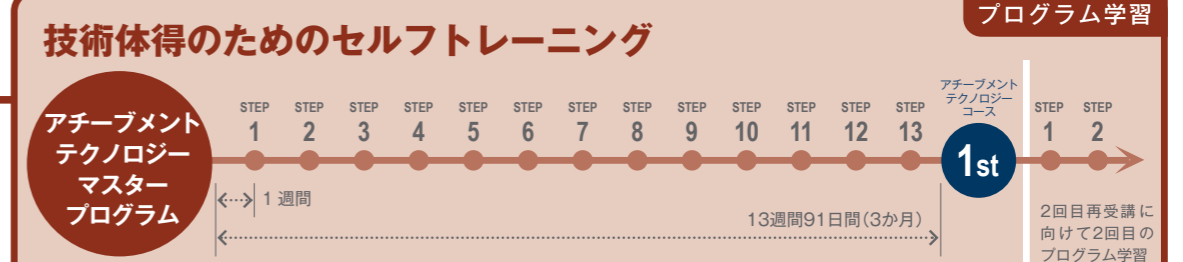 プログラム学習
技術体得のためのセルフトレーニング
アチーブメント
テクノロジー
マスター
プログラム
STEP STEP STEP STEP STEP STEP STEP STEP STEP STEP STEP STEP STEP
1 2 3 4 5 6 7 8 9 10 11 12 13
アチーブメント
テクノロジー
コース
1st
STEP STEP
1 2
1週間
13週間91日間(3か月)
2回目再受講に
向けて2回目の
プログラム学習